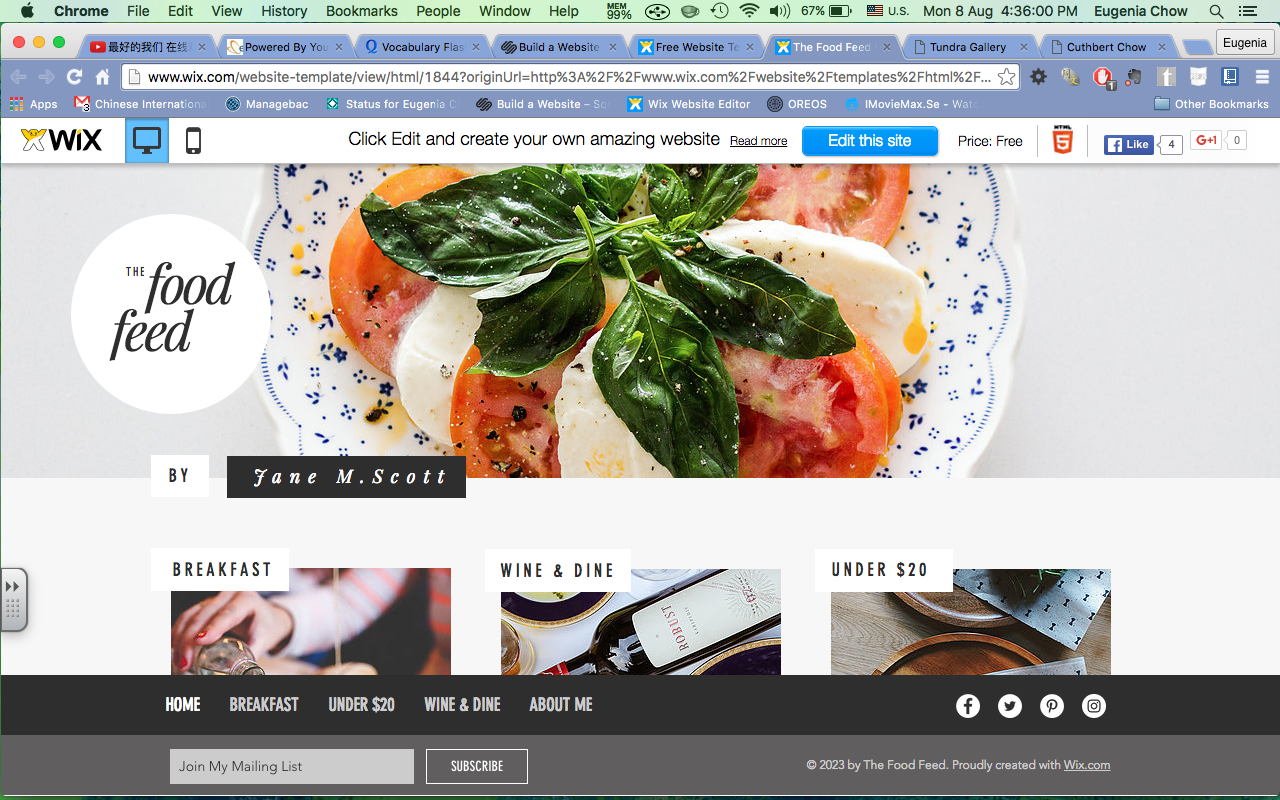 Chrome File Edit View History Bookmarks People Window Help MEM 99% 67% U.S. Mon 8 Aug 4:36:00 PM Eugenia Chow
最好的我们 在线 Powered By You Vocabulary Flas Build a Website Free Website Te The Food Feed Tundra Gallery Cuthbert Chow Eugenia
www.wix.com/website-template/view/html/1844?originUrl=http%3A%2F%2Fwww.wix.com%2Fwebsite%2Ftemplates%2Fhtml%2F... 1
Apps 3 Chinese Internationa Managebac Status for Eugenia C Build a Website – So Wix Website Editor OREOS IMovieMax.Se - Watc Other Bookmarks
WiX Click Edit and create your own amazing website Read more Edit this site Price: Free HTML 5 Like 4 G+1 0
THE food
feed
BY Jane M.Scott
BREAKFAST WINE & DINE UNDER $20
ROBUST
HOME BREAKFAST UNDER $20 WINE & DINE ABOUT ME
Join My Mailing List SUBSCRIBE © 2023 by The Food Feed. Proudly created with Wix.com